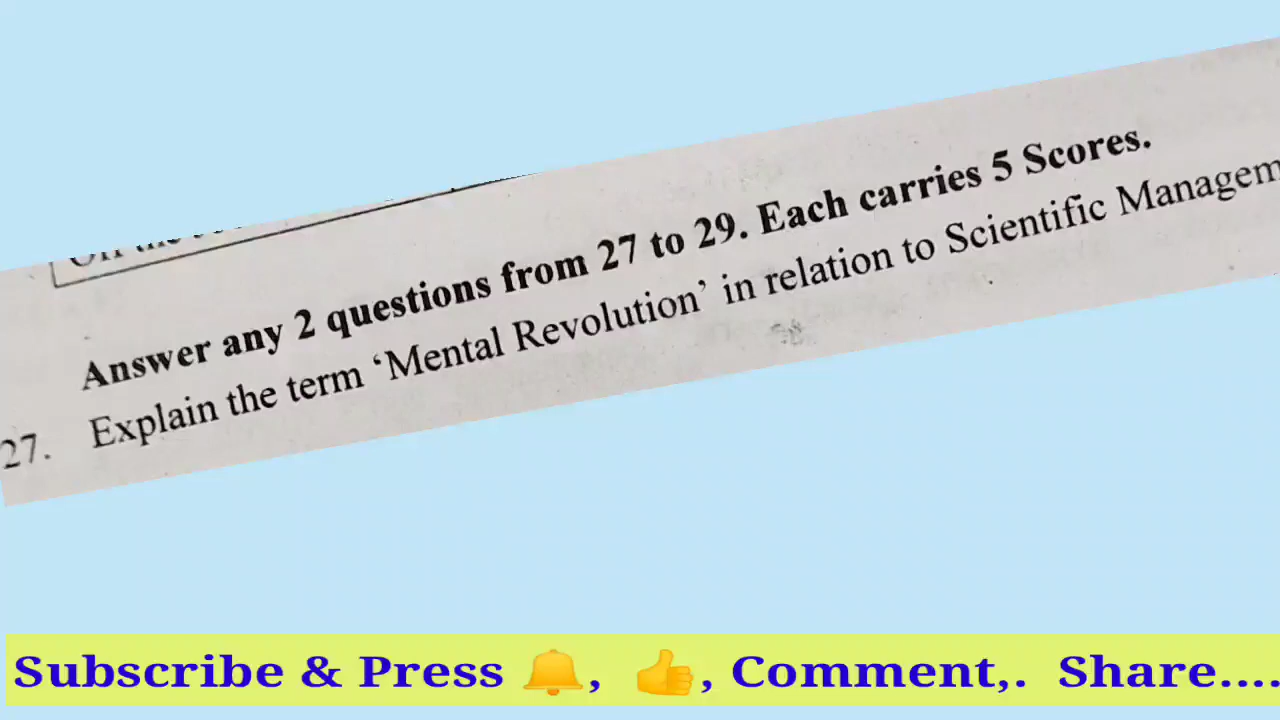 Answer any 2 questions from 27 to 29. Each carries 5 Scores.
27. Explain the term ‘Mental Revolution’ in relation to Scientific Managem
Subscribe & Press 🔔, 👍, Comment,. Share....